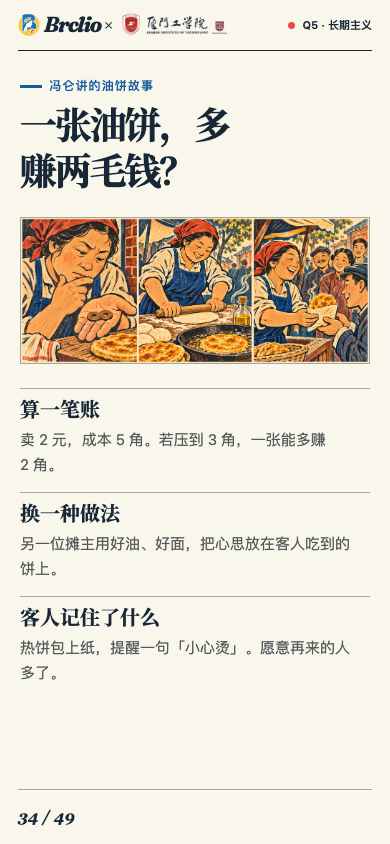 Brclio × 厦门工学院
XIAMEN INSTITUTE OF TECHNOLOGY
Q5 · 长期主义
冯仑讲的油饼故事
一张油饼，多
赚两毛钱？
算一笔账
卖 2 元，成本 5 角。若压到 3 角，一张能多赚
2 角。
换一种做法
另一位摊主用好油、好面，把心思放在客人吃到的
饼上。
客人记住了什么
热饼包上纸，提醒一句「小心烫」。愿意再来的人
多了。
34 / 49